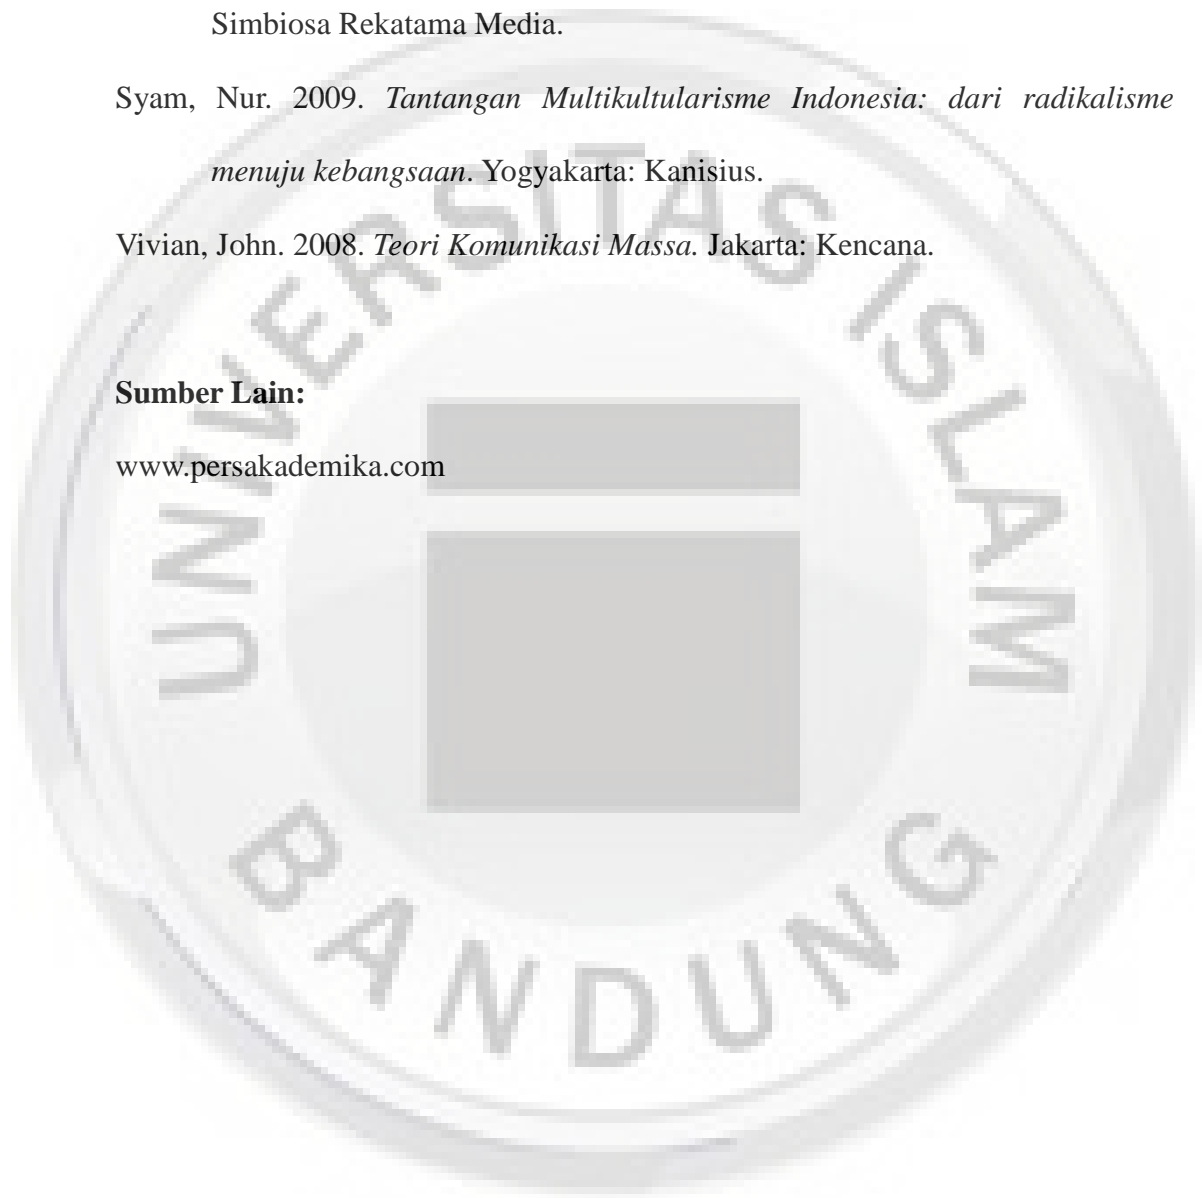 Simbiosa Rekatama Media.
Syam, Nur. 2009. Tantangan Multikultularisme Indonesia: dari radikalisme
menuju kebangsaan. Yogyakarta: Kanisius.
Vivian, John. 2008. Teori Komunikasi Massa. Jakarta: Kencana.
Sumber Lain:
www.persakademika.com
UNIVERSITAS ISLAM
BANDUNG